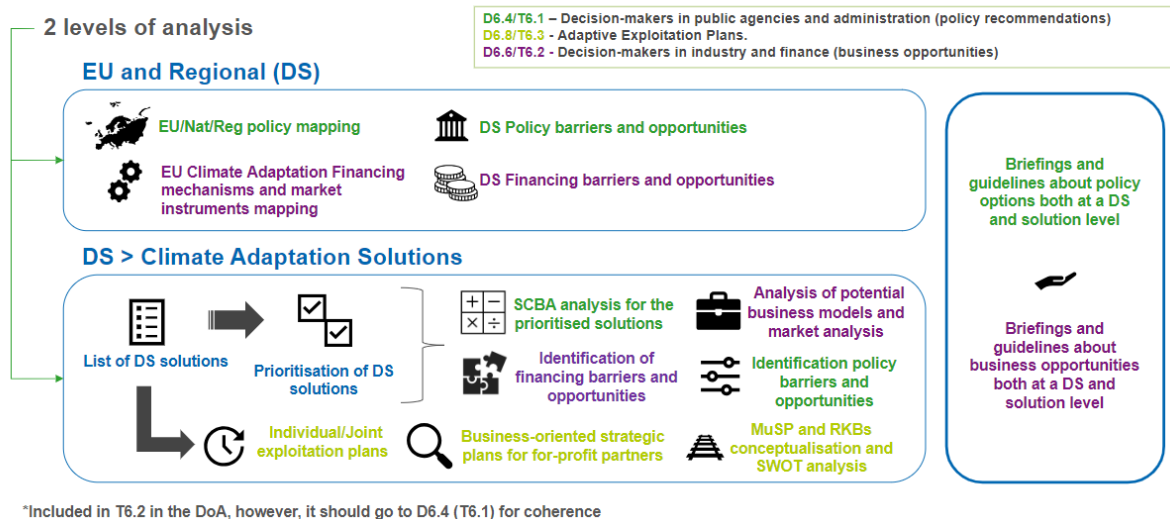 2 levels of analysis
D6.4/T6.1 – Decision-makers in public agencies and administration (policy recommendations)
D6.8/T6.3 - Adaptive Exploitation Plans.
D6.6/T6.2 - Decision-makers in industry and finance (business opportunities)
EU and Regional (DS)
EU/Nat/Reg policy mapping
DS Policy barriers and opportunities
EU Climate Adaptation Financing
mechanisms and market
instruments mapping
DS Financing barriers and opportunities
DS > Climate Adaptation Solutions
List of DS solutions
Prioritisation of DS
solutions
SCBA analysis for the
prioritised solutions
Analysis of potential
business models and
market analysis
Identification of
financing barriers and
opportunities
Identification policy
barriers and
opportunities
Individual/Joint
exploitation plans
Business-oriented strategic
plans for for-profit partners
MuSP and RKBs
conceptualisation and
SWOT analysis
Briefings and
guidelines about policy
options both at a DS
and solution level
Briefings and
guidelines about
business opportunities
both at a DS and
solution level
*Included in T6.2 in the DoA, however, it should go to D6.4 (T6.1) for coherence